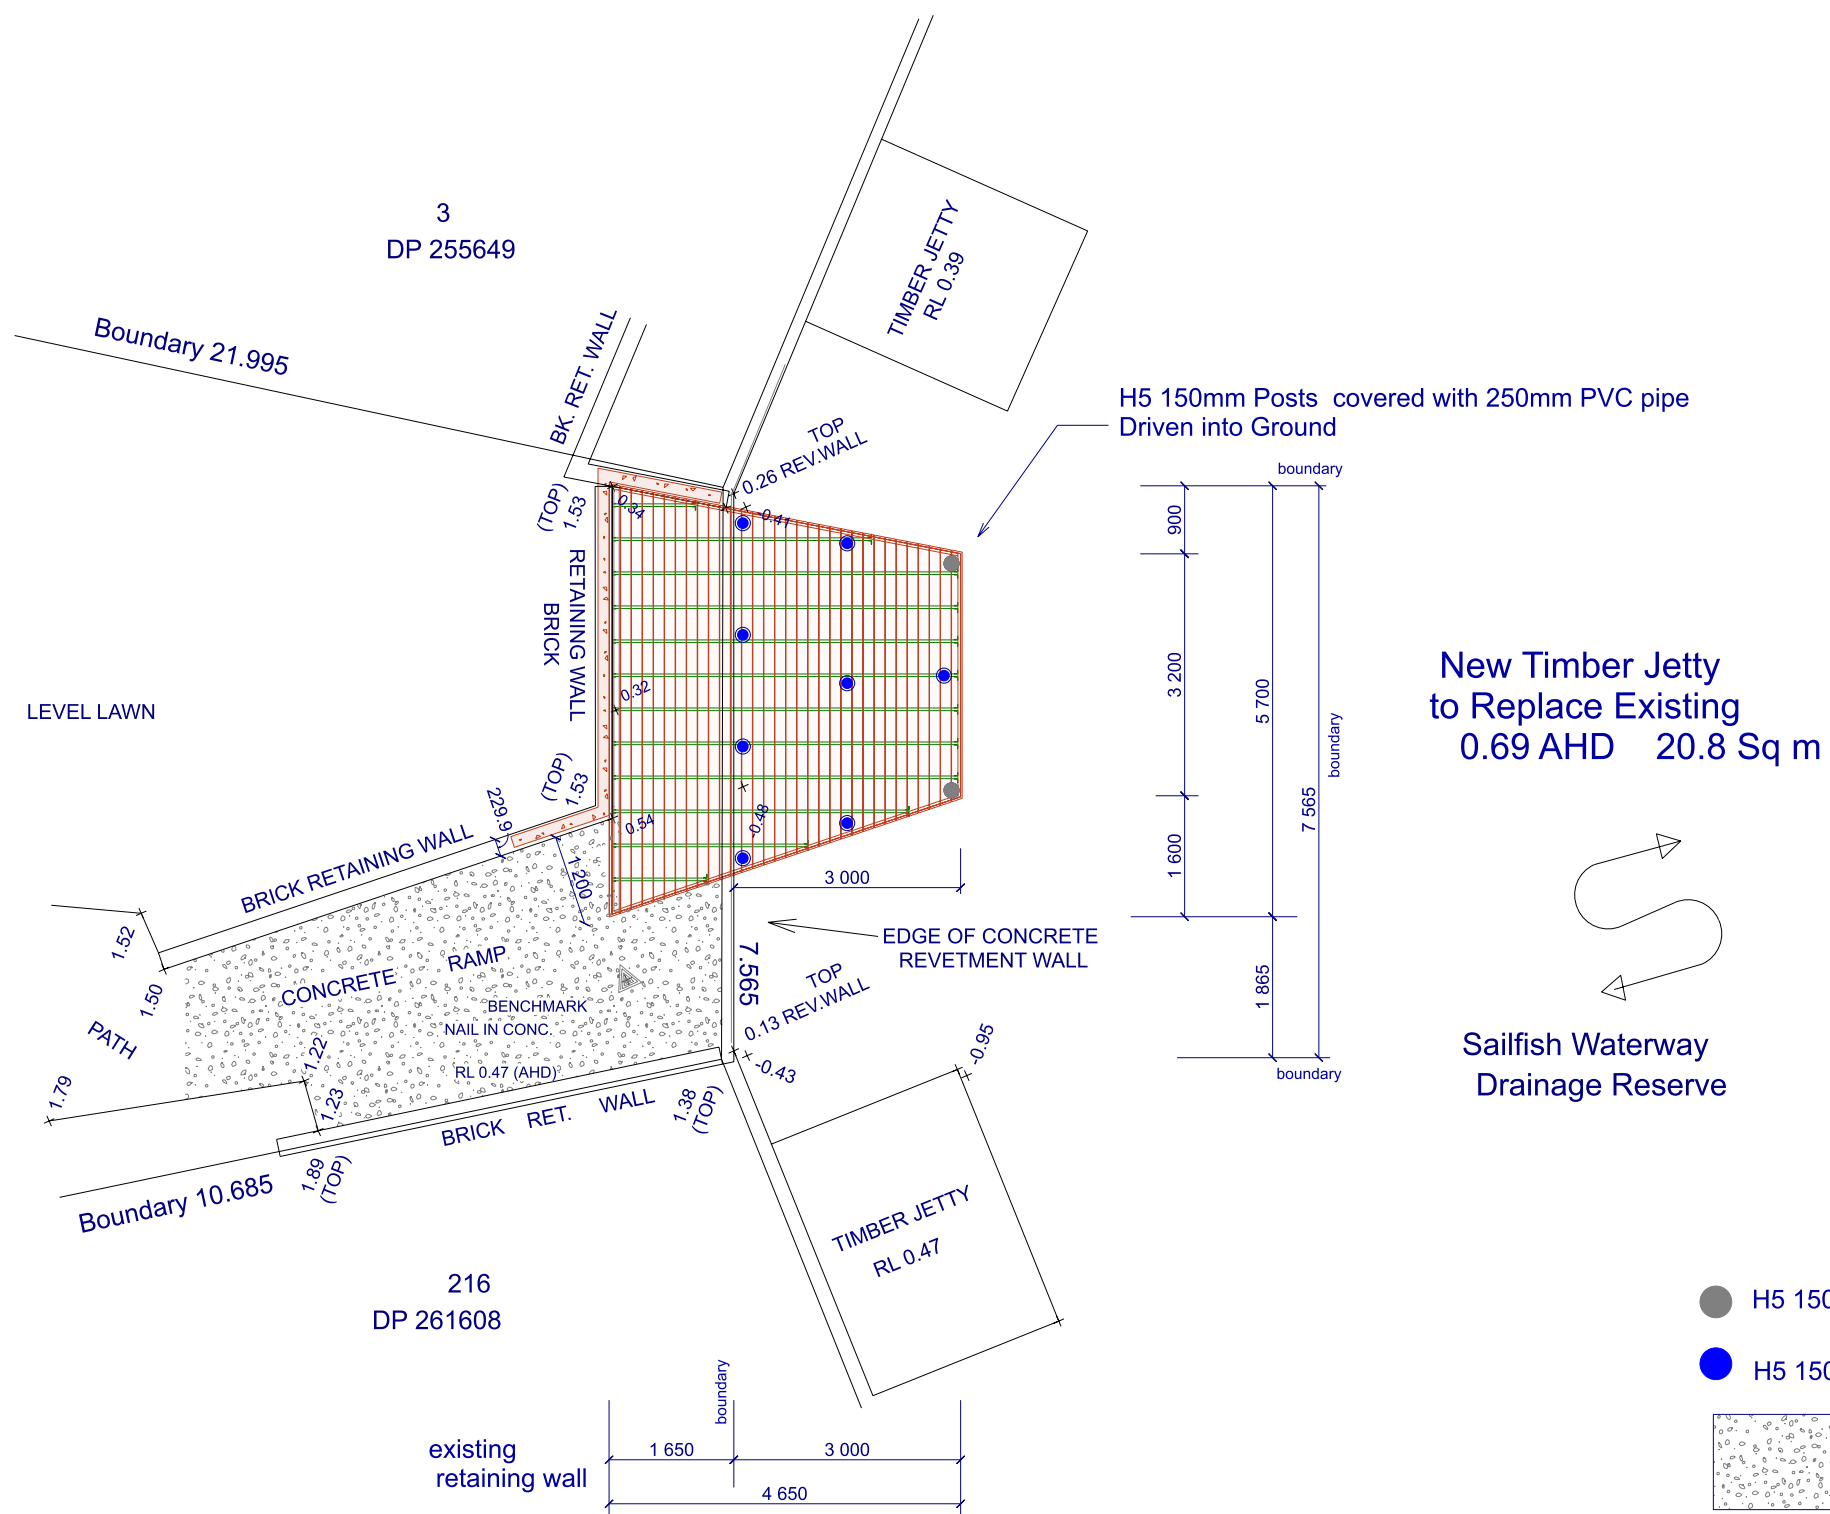 3
DP 255649
Boundary 21.995
BK. RET. WALL
TIMBER JETTY
RL 0.39
TOP
0.26 REV.WALL
H5 150mm Posts  covered with 250mm PVC pipe
Driven into Ground
boundary
(TOP)
1.53
0.34
-0.41
900
RETAINING WALL
BRICK
0.32
3 200
5 700
boundary
7 565
New Timber Jetty
to Replace Existing
0.69 AHD    20.8 Sq m
LEVEL LAWN
(TOP)
1.53
229.9
0.54
-0.48
BRICK RETAINING WALL
1 200
3 000
1 600
1.52
EDGE OF CONCRETE
REVETMENT WALL
7.565
CONCRETE RAMP
1.50
TOP
0.13 REV.WALL
1 865
BENCHMARK
NAIL IN CONC.
PATH
1.22
RL 0.47 (AHD)
-0.43
-0.95
boundary
Sailfish Waterway
Drainage Reserve
1.79
1.23
1.38
(TOP)
BRICK RET. WALL
1.89
(TOP)
Boundary 10.685
TIMBER JETTY
RL 0.47
216
DP 261608
H5 150
H5 150
boundary
existing
retaining wall
1 650
3 000
4 650